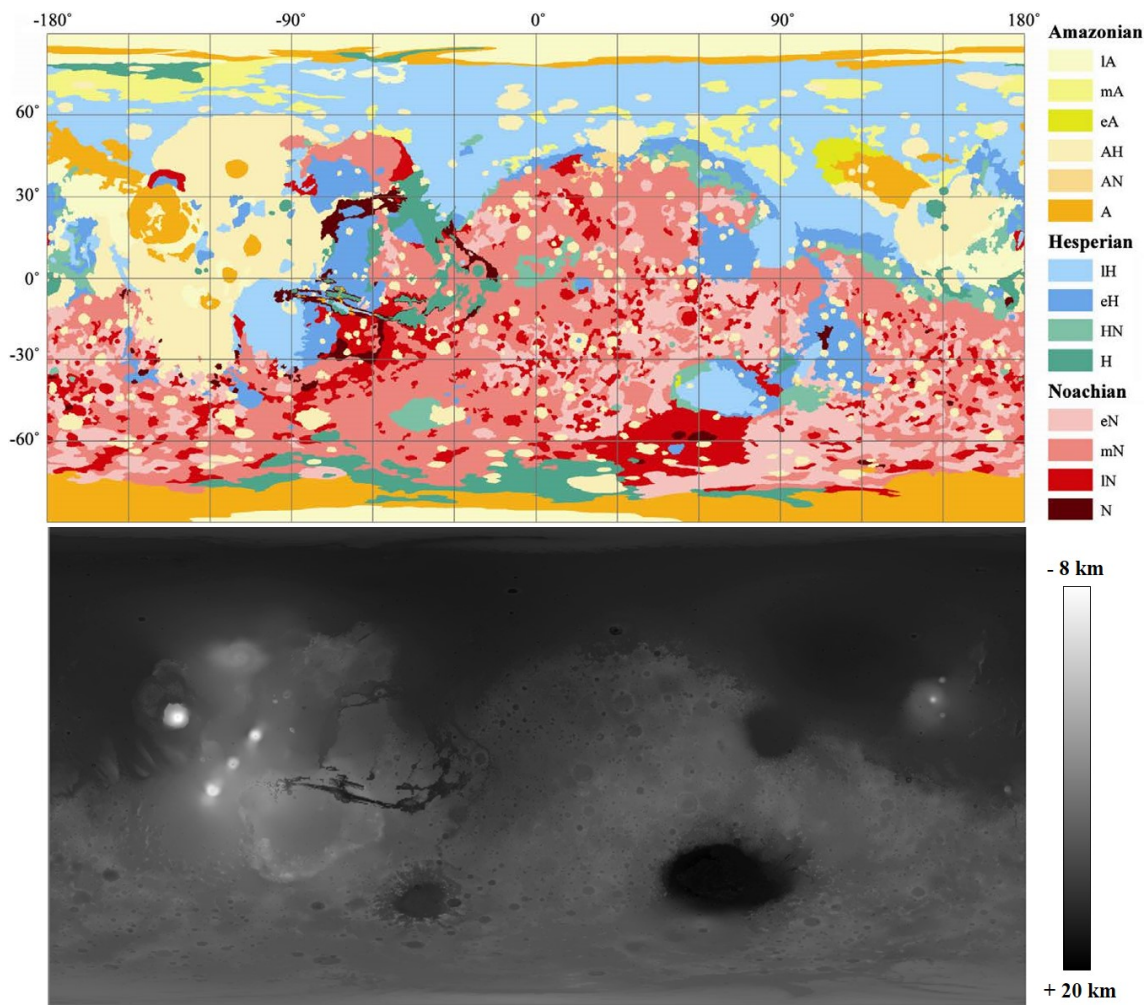 -180° -90° 0° 90° 180°
60°
30°
0°
-30°
-60°
Amazonian
lA
mA
eA
AH
AN
A
Hesperian
lH
eH
HN
H
Noachian
eN
mN
lN
N
- 8 km
+ 20 km